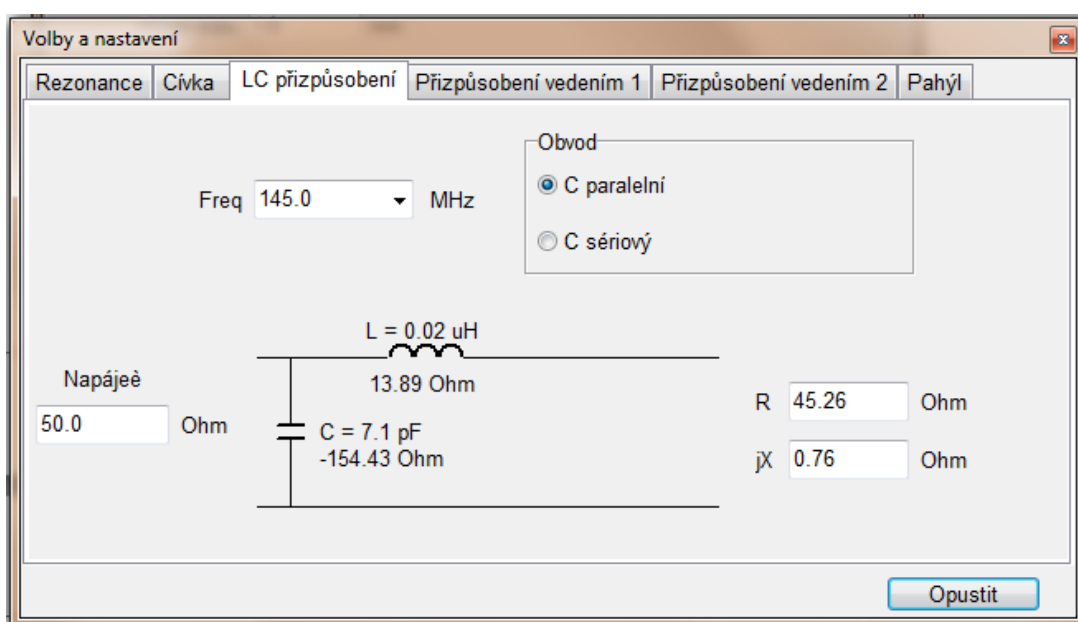 Volby a nastavení
Rezonance Cívka LC přizpůsobení Přizpůsobení vedením 1 Přizpůsobení vedením 2 Pahýl
Obvod
Freq 145.0 MHz
C paralelní
C sériový
L = 0.02 uH
13.89 Ohm
Napájeè
50.0 Ohm
C = 7.1 pF
-154.43 Ohm
R 45.26 Ohm
jX 0.76 Ohm
Opustit